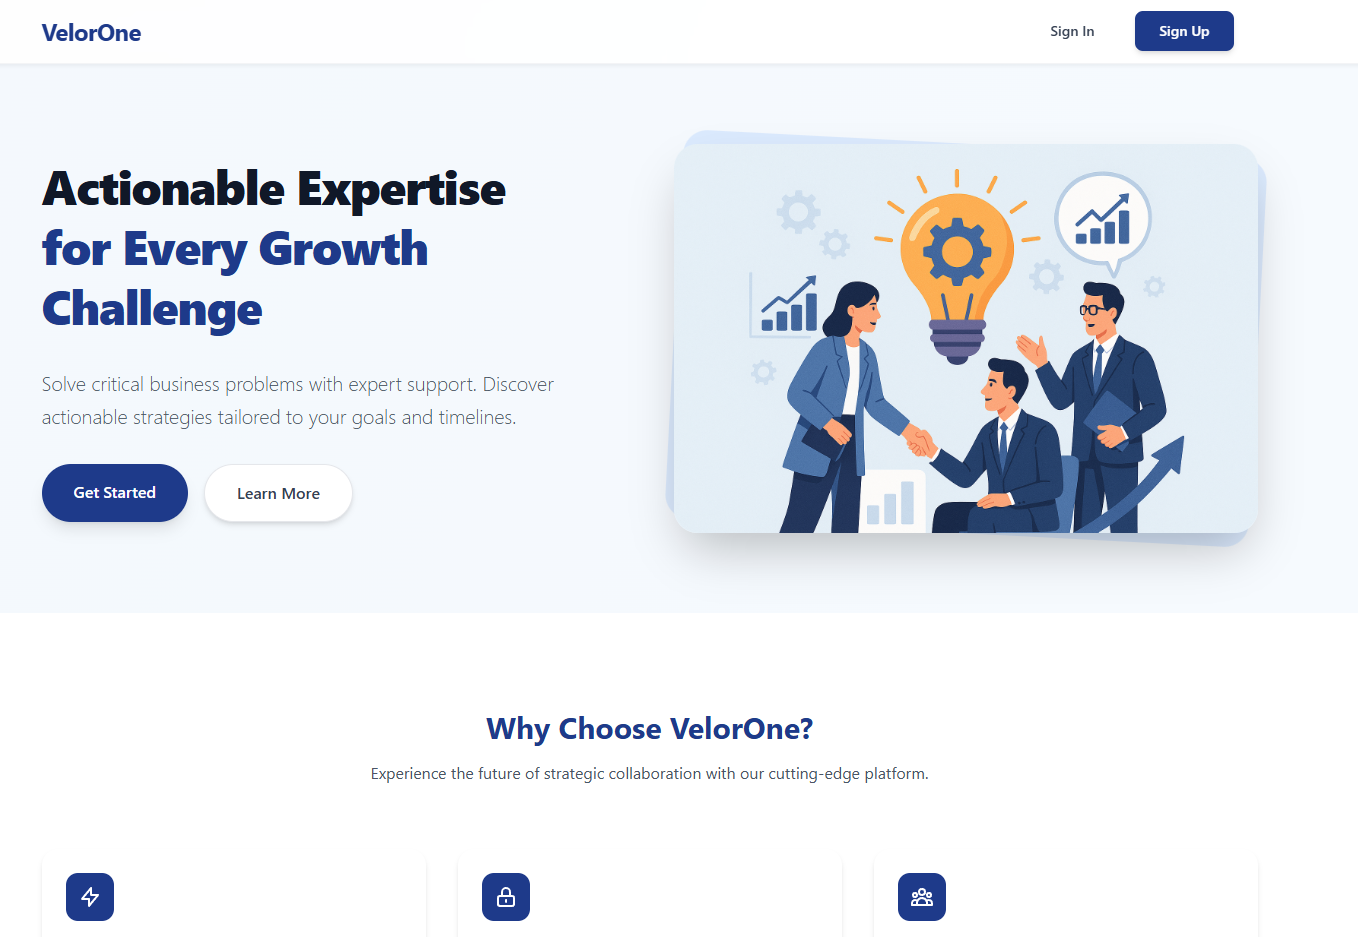 VelorOne
Sign In
Sign Up
Actionable Expertise
for Every Growth
Challenge
Solve critical business problems with expert support. Discover
actionable strategies tailored to your goals and timelines.
Get Started
Learn More
Why Choose VelorOne?
Experience the future of strategic collaboration with our cutting-edge platform.